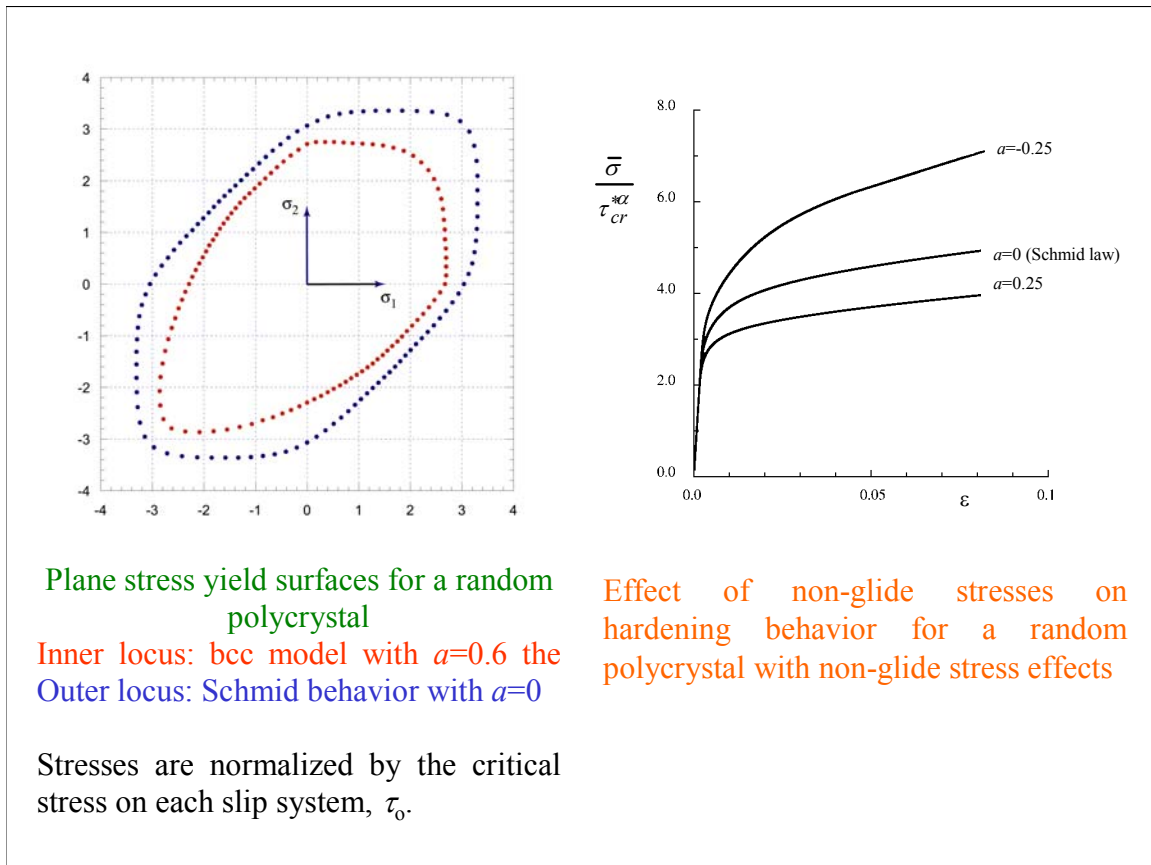 4
3
2
1
0
-1
-2
-3
-4
-4 -3 -2 -1 0 1 2 3 4
σ2
σ1
8.0
6.0
4.0
2.0
0.0
0.0 0.05 0.1
ε
σ̅
τ*α cr
a=-0.25
a=0 (Schmid law)
a=0.25
Plane stress yield surfaces for a random
polycrystal
Inner locus: bcc model with a=0.6 the
Outer locus: Schmid behavior with a=0
Stresses are normalized by the critical
stress on each slip system, τo.
Effect of non-glide stresses on
hardening behavior for a random
polycrystal with non-glide stress effects